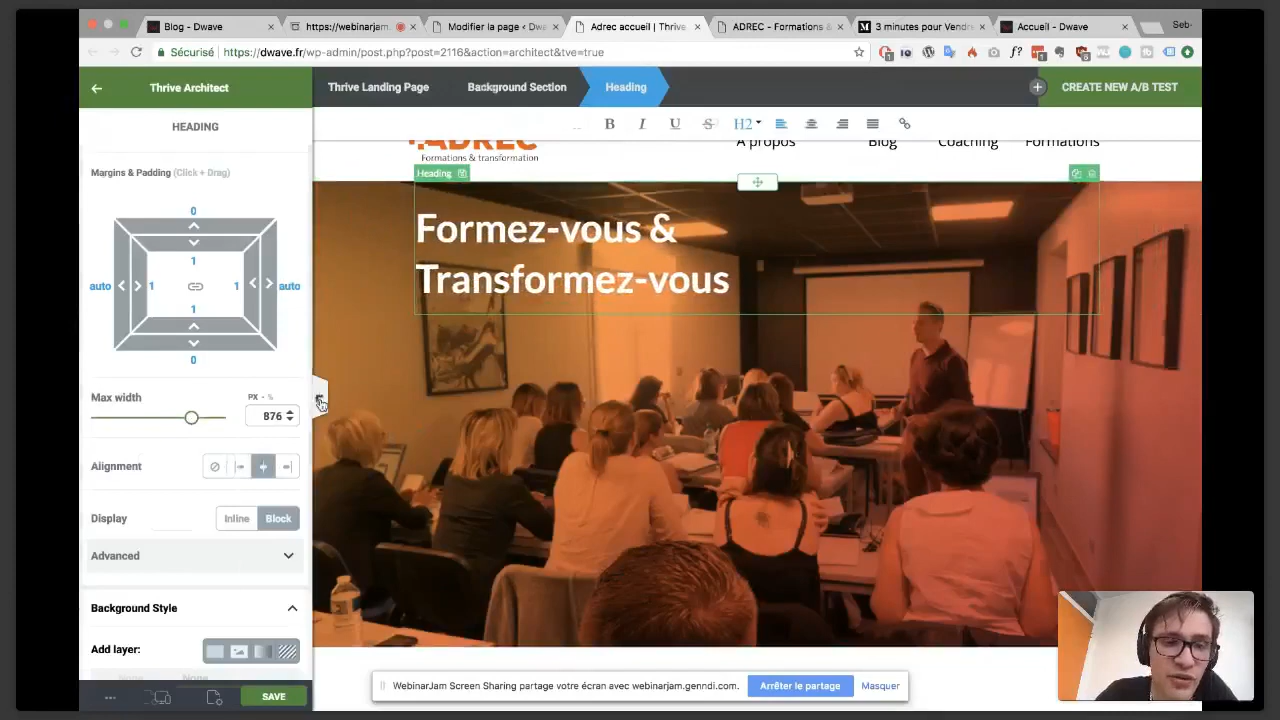 Blog - Dwave
https://webinarjam.
Modifier la page < Dwa
Adrec accueil | Thrive
ADREC - Formations &
3 minutes pour Vendre
Accueil - Dwave
Seb-
Sécurisé
https://dwave.fr/wp-admin/post.php?post=2116&action=architect&tve=true
Thrive Architect
Thrive Landing Page
Background Section
Heading
CREATE NEW A/B TEST
HEADING
B I U S H2
ADREC
Formations & transformation
A propos
Blog
Coaching
Formations
Margins & Padding (Click + Drag)
Heading
0
Formez-vous &
Transformez-vous
1
auto
1
1
auto
1
0
Max width
PX - %
876
Alignment
Display
Inline
Block
Advanced
Background Style
Add layer:
None
None
SAVE
WebinarJam Screen Sharing partage votre écran avec webinarjam.genndi.com.
Arrêter le partage
Masquer